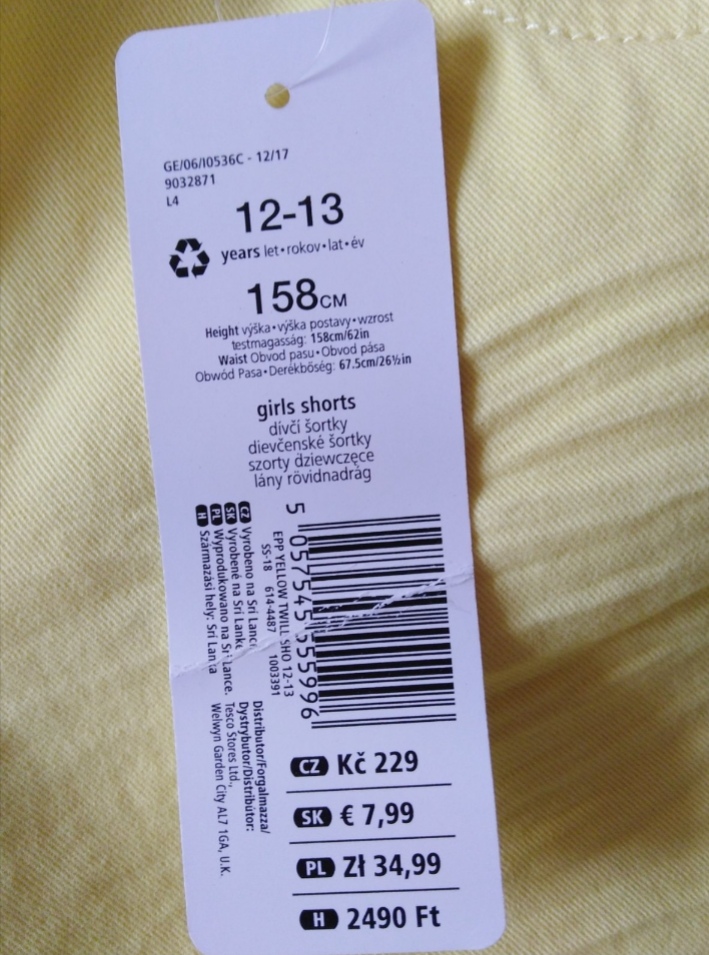 GE/06/I0536C - 12/17
9032871
L4
12-13
years let•rokov•lat•év
158CM
Height výška•výška postavy•wzrost
testmagasság: 158cm/62in
Waist Obvod pasu•Obvod pása
Obwód Pasa•Derékbőség: 67.5cm/26½in
girls shorts
dívčí šortky
dievčenské šortky
szorty dziewczęce
lány rövidnadrág
5 057545 555996
EPP YELLOW TWILL SHO 12-13
SS-18 614-4487 1003391
CZ Vyrobeno na Srí Lance
SK Vyrobené na Srí Lanke
PL Wyprodukowano na Sri Lance.
H Származási hely: Srí Lanka
Distributor/Forgalmazza/
Dystrybutor/Distribútor:
Tesco Stores Ltd.,
Welwyn Garden City AL7 1GA, U.K.
CZ Kč 229
SK € 7,99
PL Zł 34,99
H 2490 Ft